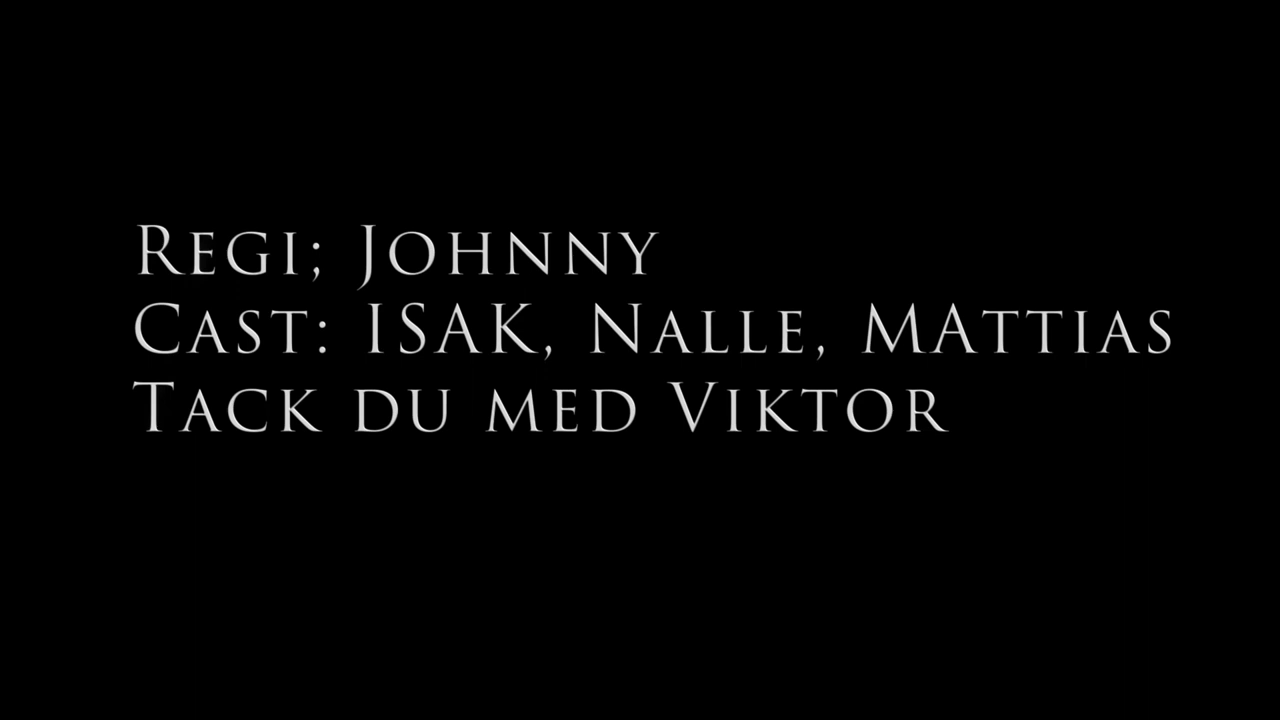 Regi; Johnny
Cast: ISAK, Nalle, MAttias
Tack du med Viktor